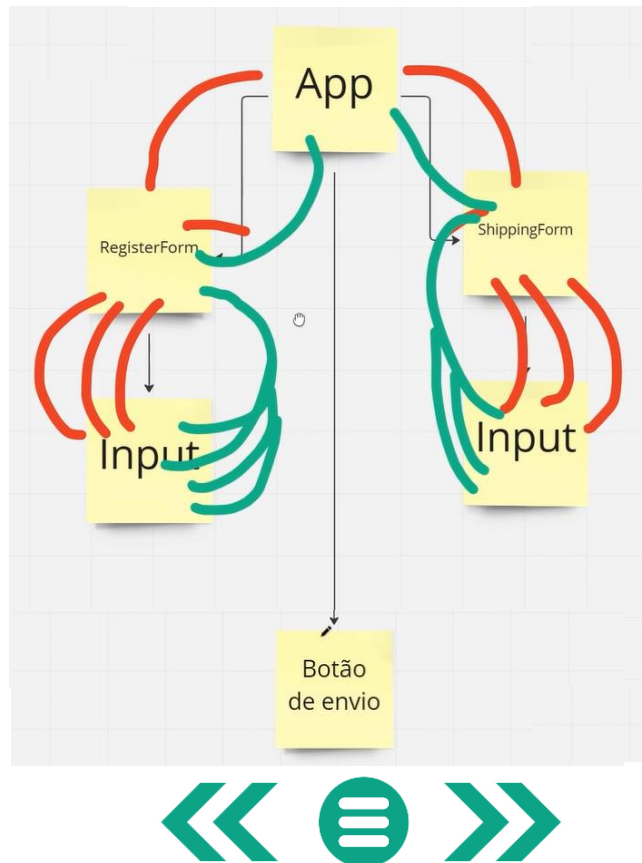 App
RegisterForm
ShippingForm
Input
Input
Botão
de envio